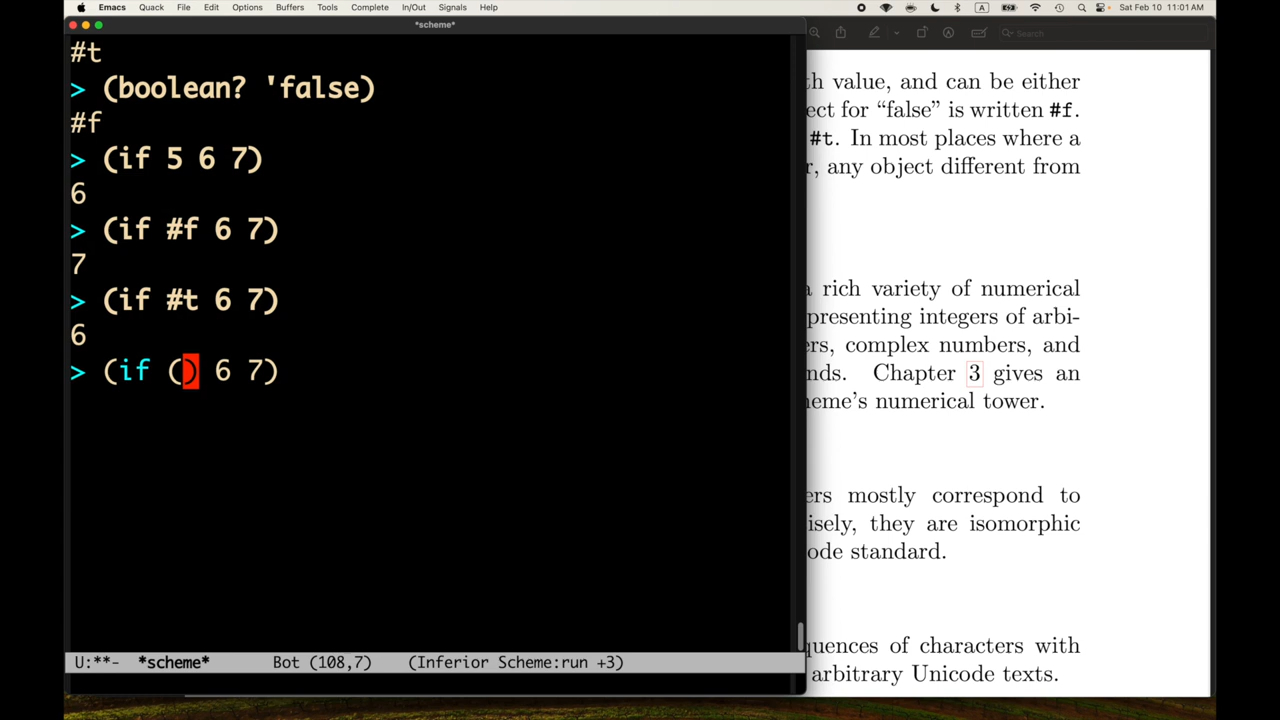 Emacs Quack File Edit Options Buffers Tools Complete In/Out Signals Help A Sat Feb 10 11:01 AM
*scheme*
Search
#t
> (boolean? 'false)
#f
> (if 5 6 7)
6
> (if #f 6 7)
7
> (if #t 6 7)
6
> (if () 6 7)
U:**- *scheme* Bot (108,7) (Inferior Scheme:run +3)
th value, and can be either
ect for “false” is written #f.
#t. In most places where a
r, any object different from
a rich variety of numerical
presenting integers of arbi-
ers, complex numbers, and
nds. Chapter 3 gives an
heme's numerical tower.
ers mostly correspond to
isely, they are isomorphic
ode standard.
quences of characters with
arbitrary Unicode texts.